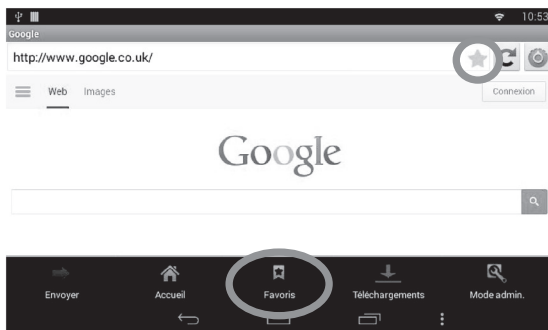 10:53
Google
http://www.google.co.uk/
Web Images Connexion
Google
Envoyer Accueil Favoris Téléchargements Mode admin.